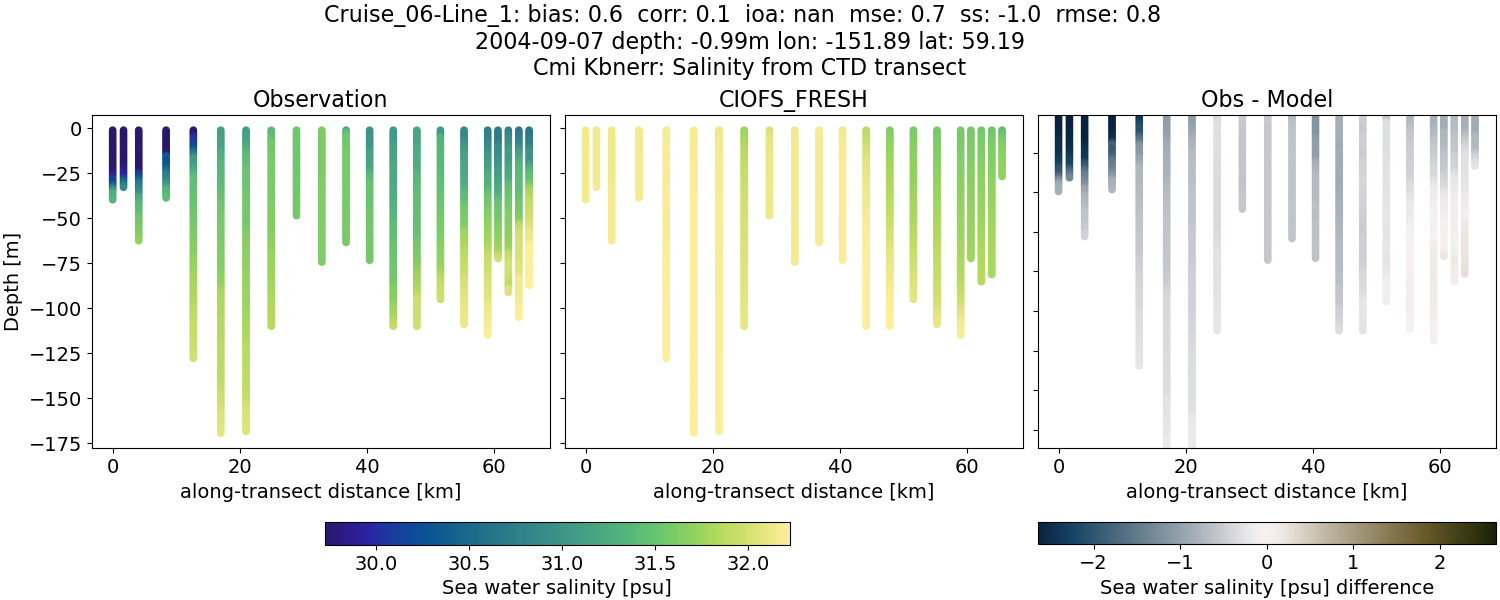 Cruise_06-Line_1: bias: 0.6  corr: 0.1  ioa: nan  mse: 0.7  ss: -1.0  rmse: 0.8
2004-09-07 depth: -0.99m lon: -151.89 lat: 59.19
Cmi Kbnerr: Salinity from CTD transect
Observation
CIOFS_FRESH
Obs - Model
Depth [m]
0
−25
−50
−75
−100
−125
−150
−175
0 20 40 60
0 20 40 60
0 20 40 60
along-transect distance [km]
along-transect distance [km]
along-transect distance [km]
30.0 30.5 31.0 31.5 32.0
Sea water salinity [psu]
−2 −1 0 1 2
Sea water salinity [psu] difference